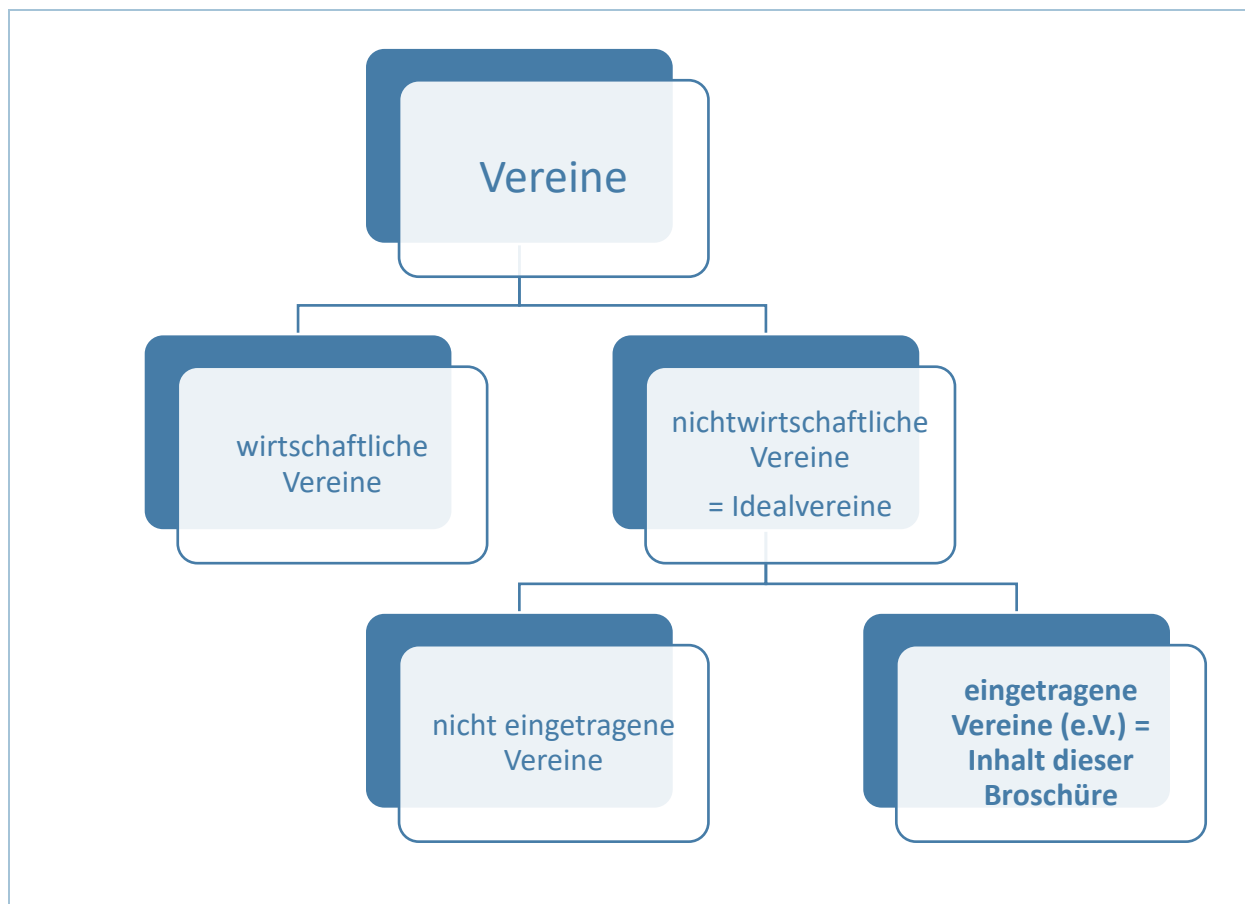 Vereine
wirtschaftliche
Vereine
nichtwirtschaftliche
Vereine
= Idealvereine
nicht eingetragene
Vereine
eingetragene
Vereine (e.V.) =
Inhalt dieser
Broschüre